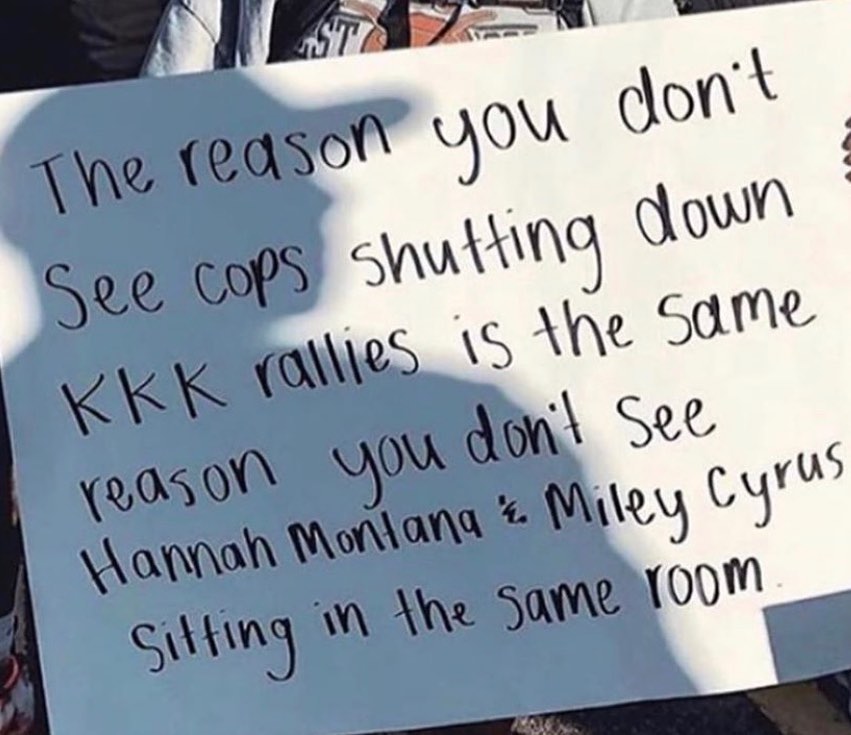 The reason you don't
See cops shutting down
KKK rallies is the same
reason you don't see
Hannah Montana & Miley Cyrus
Sitting in the same room.